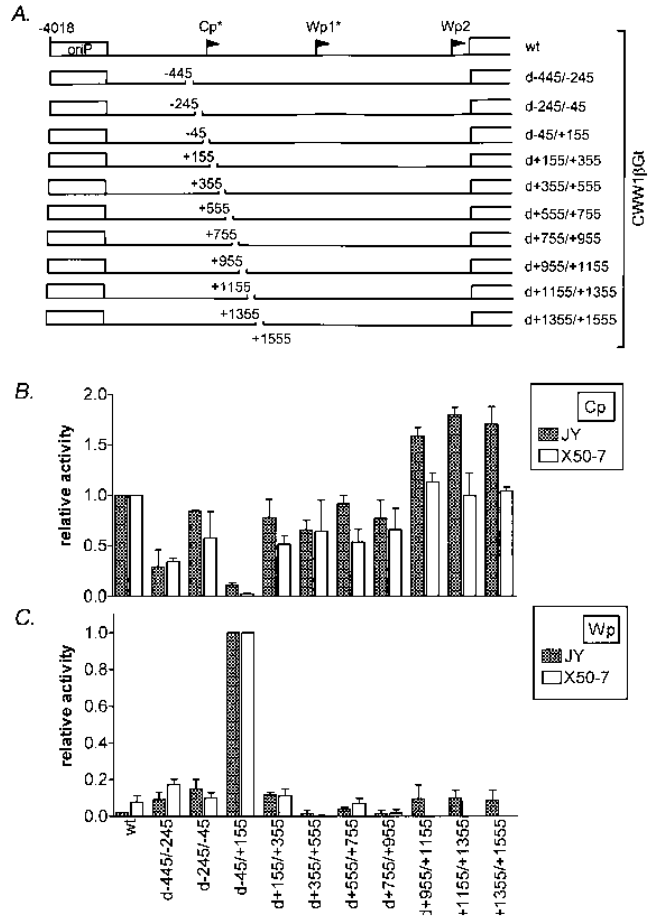 A.
-4018 Cp* Wp1* Wp2
oriP wt
-445 d-445/-245
-245 d-245/-45
-45 d-45/+155
+155 d+155/+355
+355 d+355/+555
+555 d+555/+755
+755 d+755/+955
+955 d+955/+1155
+1155 d+1155/+1355
+1355 d+1355/+1555
+1555
CWW1βGt
B.
relative activity
2.0
1.5
1.0
0.5
0.0
Cp
JY
X50-7
C.
relative activity
1.0
0.8
0.6
0.4
0.2
0.0
Wp
JY
X50-7
wt
d-445/-245
d-245/-45
d-45/+155
d+155/+355
d+355/+555
d+555/+755
d+755/+955
d+955/+1155
+1155/+1355
+1355/+1555